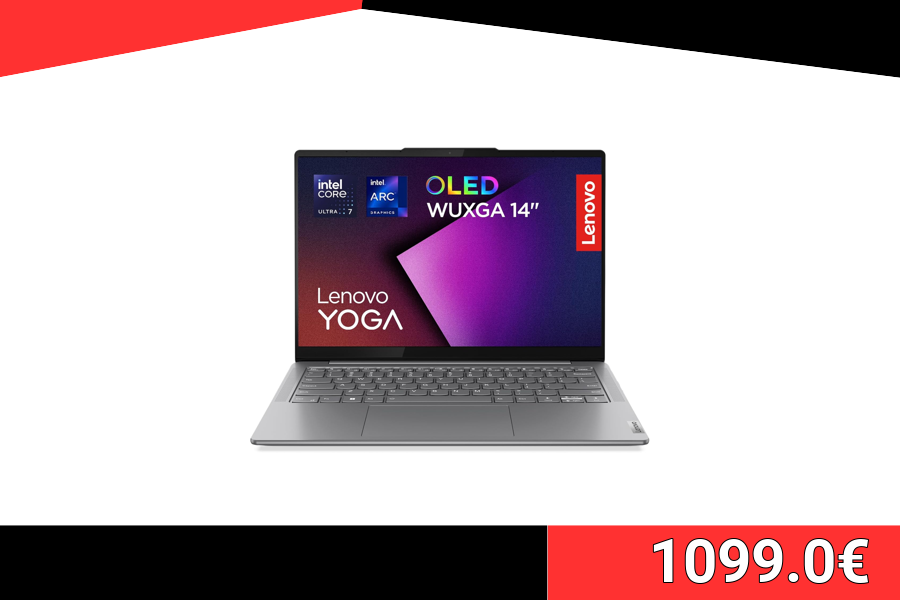 intel
CORE
ULTRA 7
intel
ARC
GRAPHICS
OLED
WUXGA 14"
Lenovo
Lenovo
YOGA
1099.0€